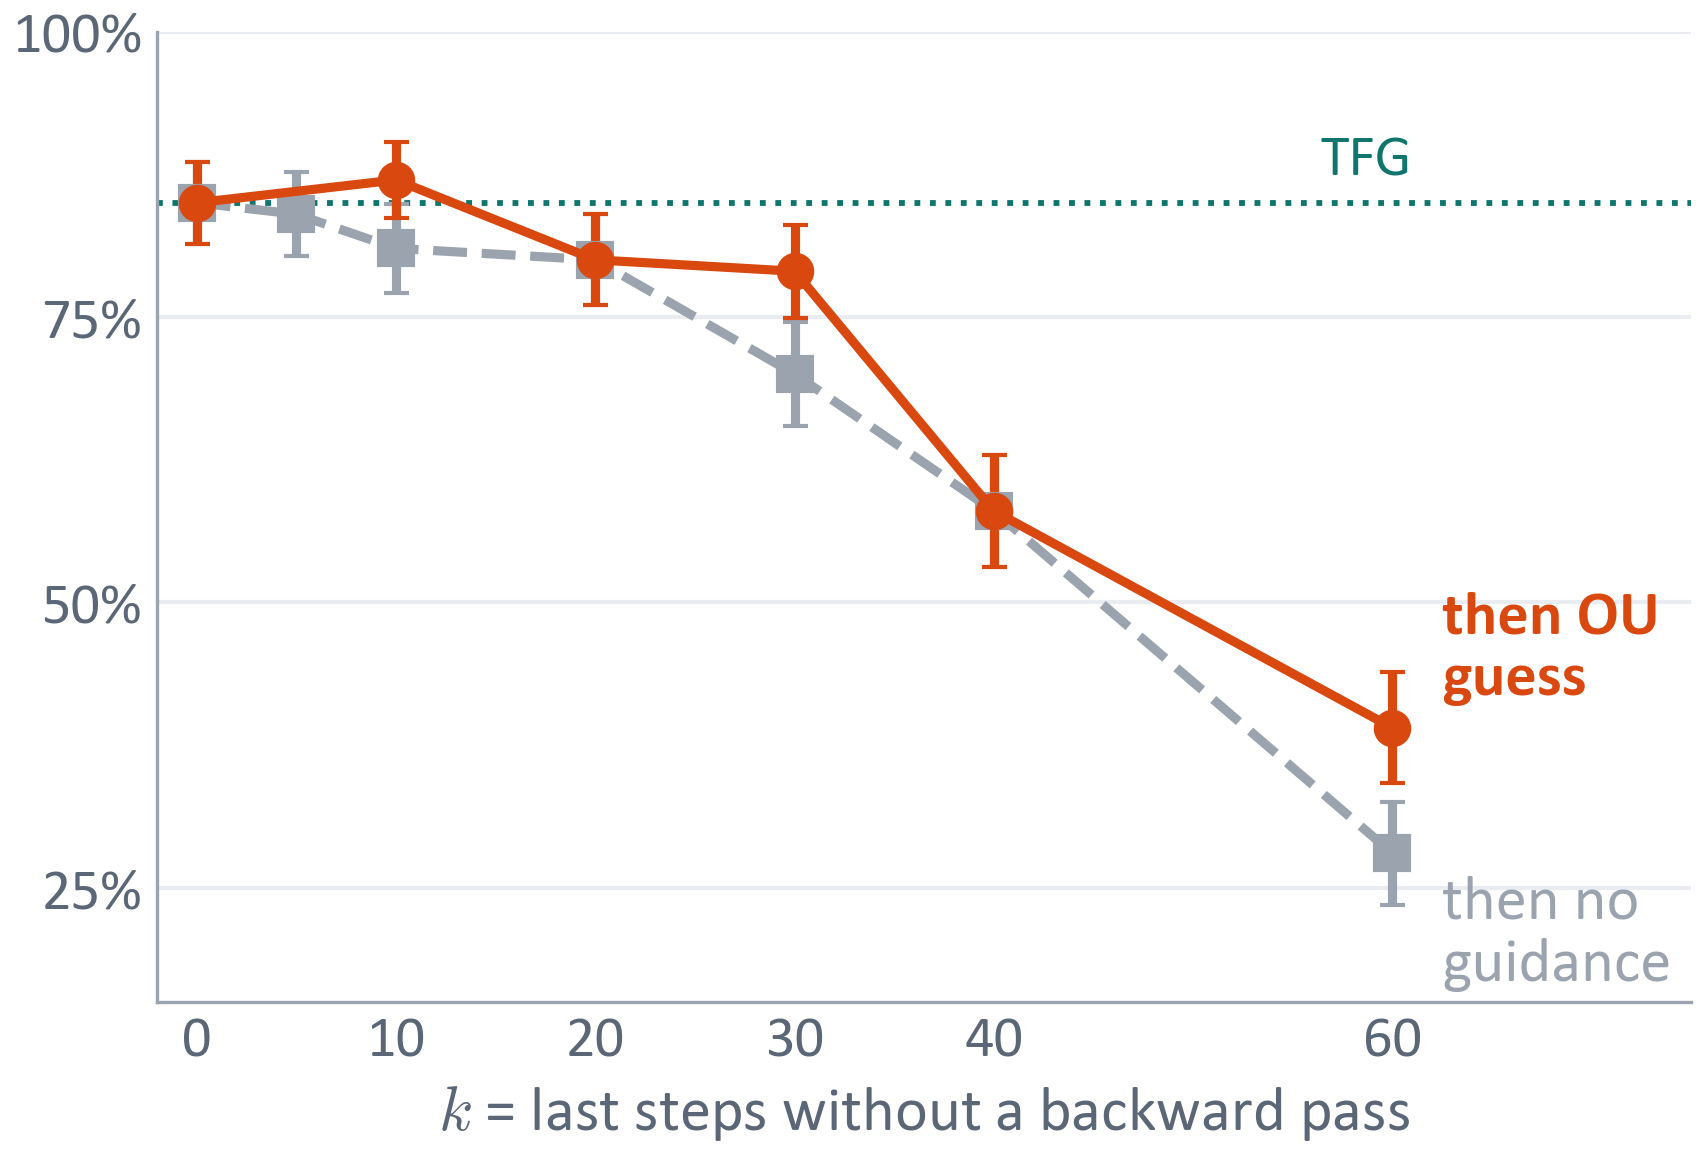 100%
TFG
75%
50%
then OU
guess
25%
then no
guidance
0 10 20 30 40 60
k = last steps without a backward pass